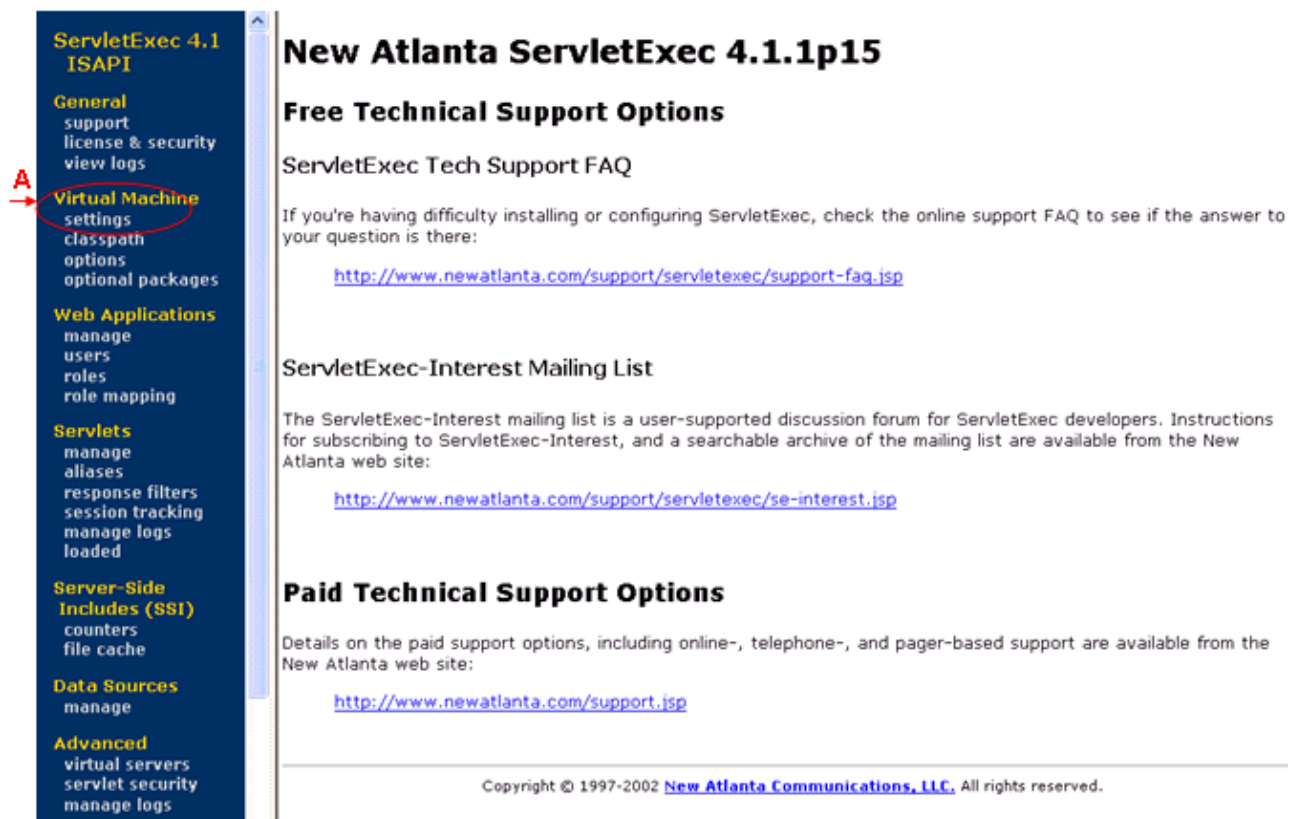 ServletExec 4.1
ISAPI
General
support
license & security
view logs
A
Virtual Machine
settings
classpath
options
optional packages
Web Applications
manage
users
roles
role mapping
Servlets
manage
aliases
response filters
session tracking
manage logs
loaded
Server-Side
Includes (SSI)
counters
file cache
Data Sources
manage
Advanced
virtual servers
servlet security
manage logs
New Atlanta ServletExec 4.1.1p15
Free Technical Support Options
ServletExec Tech Support FAQ
If you're having difficulty installing or configuring ServletExec, check the online support FAQ to see if the answer to
your question is there:
http://www.newatlanta.com/support/servletexec/support-faq.jsp
ServletExec-Interest Mailing List
The ServletExec-Interest mailing list is a user-supported discussion forum for ServletExec developers. Instructions
for subscribing to ServletExec-Interest, and a searchable archive of the mailing list are available from the New
Atlanta web site:
http://www.newatlanta.com/support/servletexec/se-interest.jsp
Paid Technical Support Options
Details on the paid support options, including online-, telephone-, and pager-based support are available from the
New Atlanta web site:
http://www.newatlanta.com/support.jsp
Copyright © 1997-2002 New Atlanta Communications, LLC. All rights reserved.